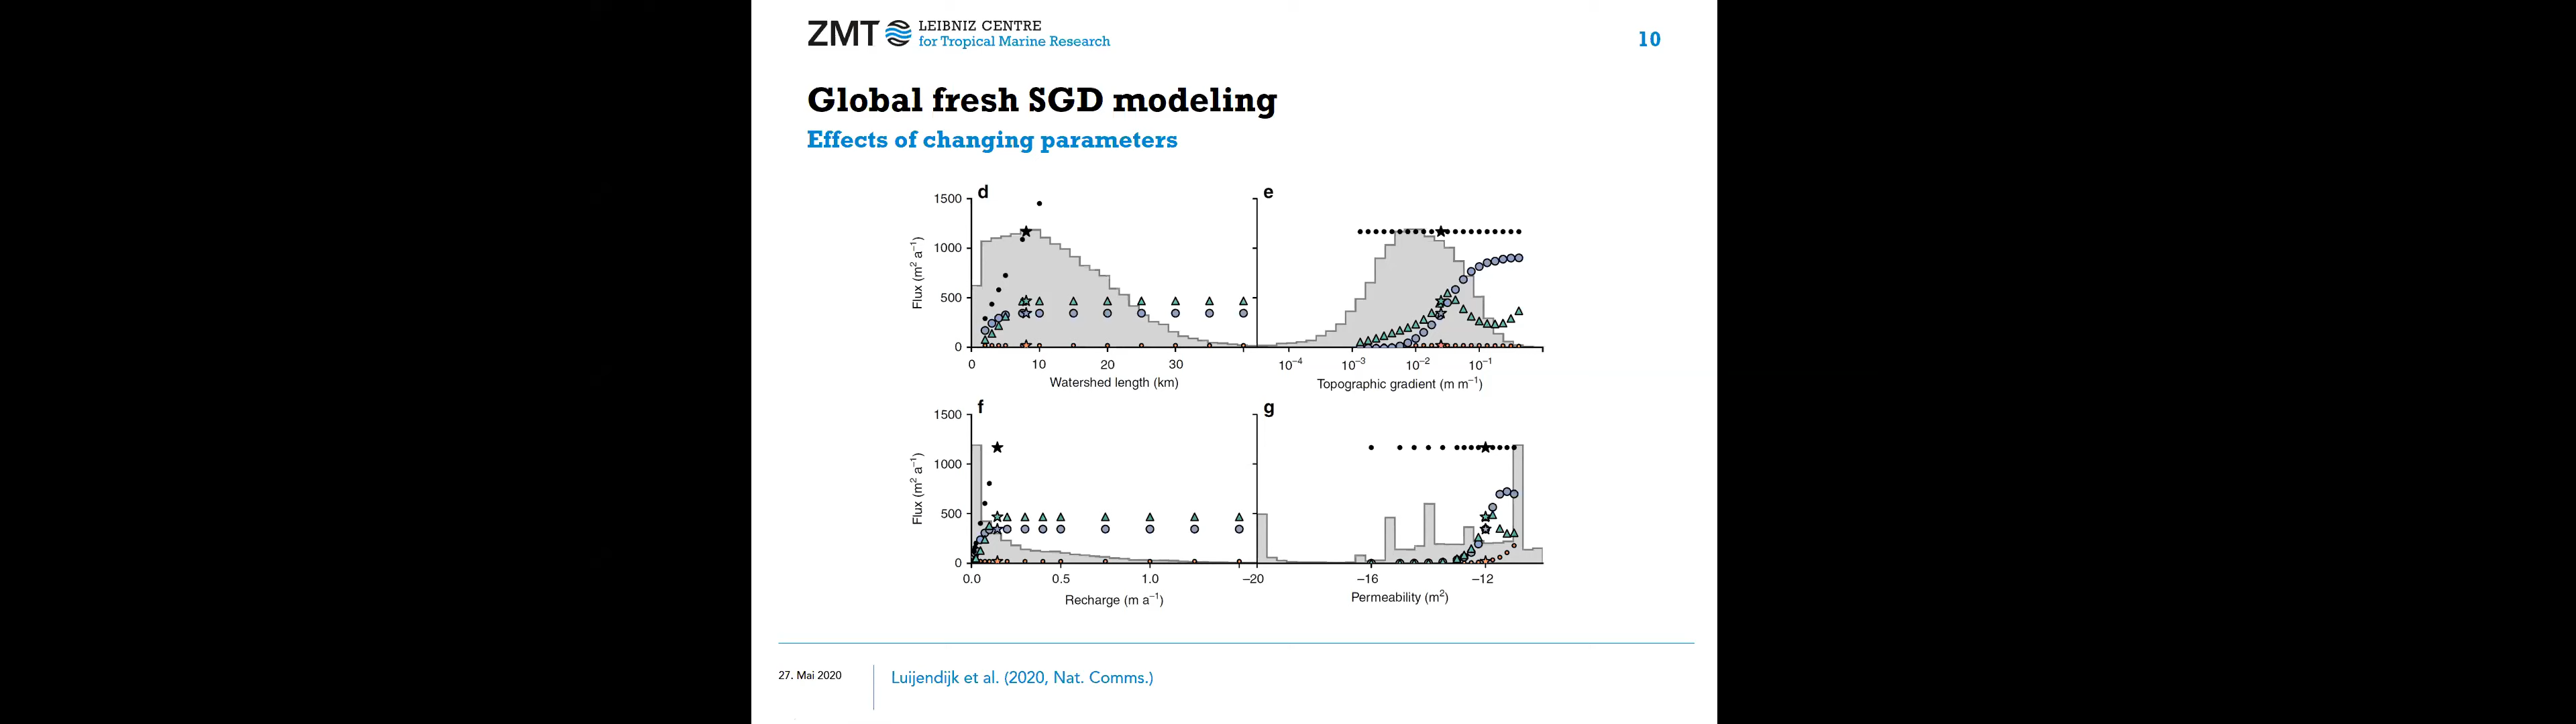 ZMT LEIBNIZ CENTRE
for Tropical Marine Research
10
Global fresh SGD modeling
Effects of changing parameters
d
e
1500
1000
500
0
Flux (m² a⁻¹)
0 10 20 30
Watershed length (km)
10⁻⁴ 10⁻³ 10⁻² 10⁻¹
Topographic gradient (m m⁻¹)
f
g
1500
1000
500
0
Flux (m² a⁻¹)
0.0 0.5 1.0
Recharge (m a⁻¹)
−20 −16 −12
Permeability (m²)
27. Mai 2020
Luijendijk et al. (2020, Nat. Comms.)